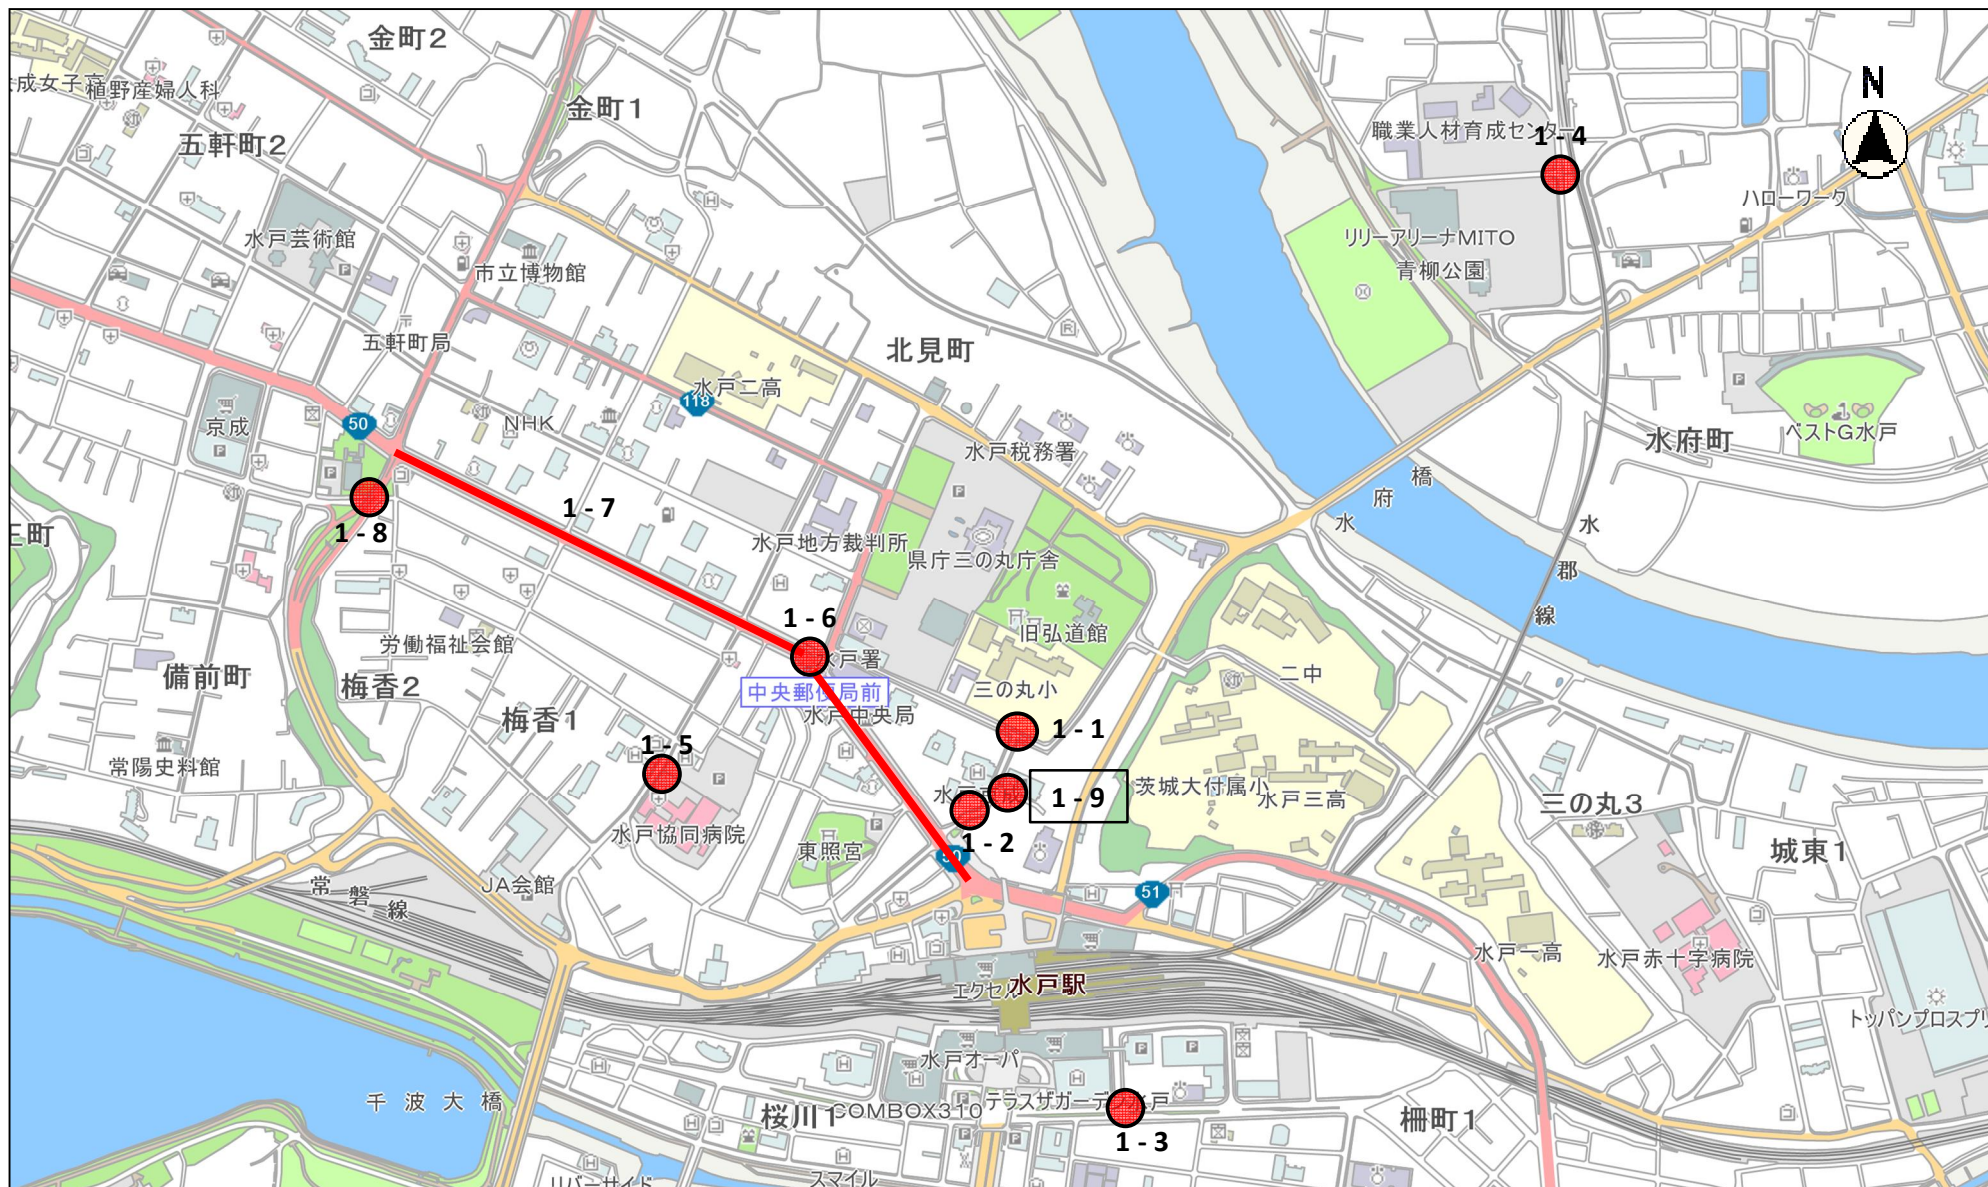 金町2
N
成女子高
植野産婦人科
金町1
職業人材育成センター
1 - 4
五軒町2
ハローワーク
水戸芸術館
リリーアリーナMITO
市立博物館
青柳公園
五軒町局
北見町
水戸二高
118
京成
50
NHK
水戸税務署
水府町
ベストG水戸
水府橋
1 - 7
1 - 8
水戸地方裁判所
県庁三の丸庁舎
水郡線
王町
1 - 6
旧弘道館
労働福祉会館
水戸署
二中
備前町
梅香2
中央郵便局前
三の丸小
梅香1
水戸中央局
1 - 1
1 - 5
常陽史料館
1 - 9
茨城大付属小
水戸三高
三の丸3
水戸協同病院
東照宮
1 - 2
50
城東1
JA会館
常磐線
51
水戸一高
水戸赤十字病院
エクセル
水戸駅
トッパンプロスプリ
水戸オーパ
千波大橋
桜川1
COMBOX310
テラスザガーデン水戸
柵町1
1 - 3
スマイル
リバーサイド